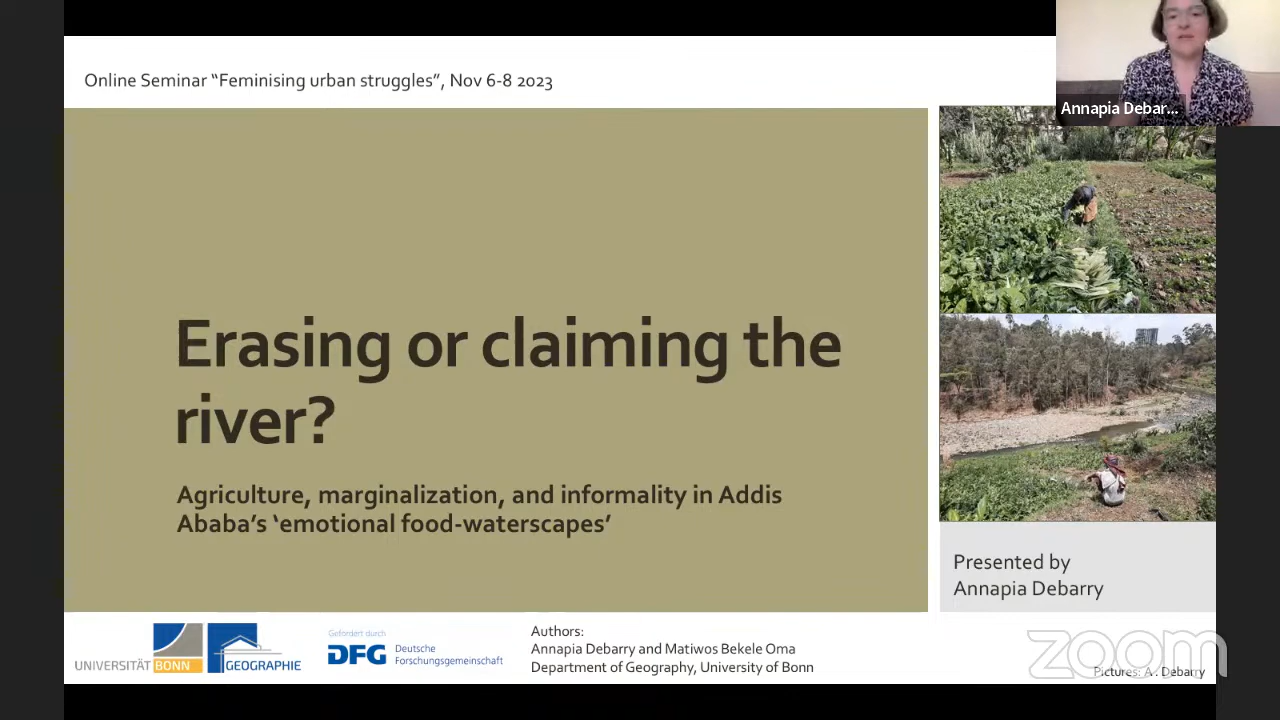 Online Seminar “Feminising urban struggles”, Nov 6-8 2023
Annapia Debar...
Erasing or claiming the
river?
Agriculture, marginalization, and informality in Addis
Ababa’s ‘emotional food-waterscapes’
Presented by
Annapia Debarry
UNIVERSITÄT BONN
GEOGRAPHIE
Gefördert durch
DFG
Deutsche
Forschungsgemeinschaft
Authors:
Annapia Debarry and Matiwos Bekele Oma
Department of Geography, University of Bonn
zoom
Pictures: A. Debarry